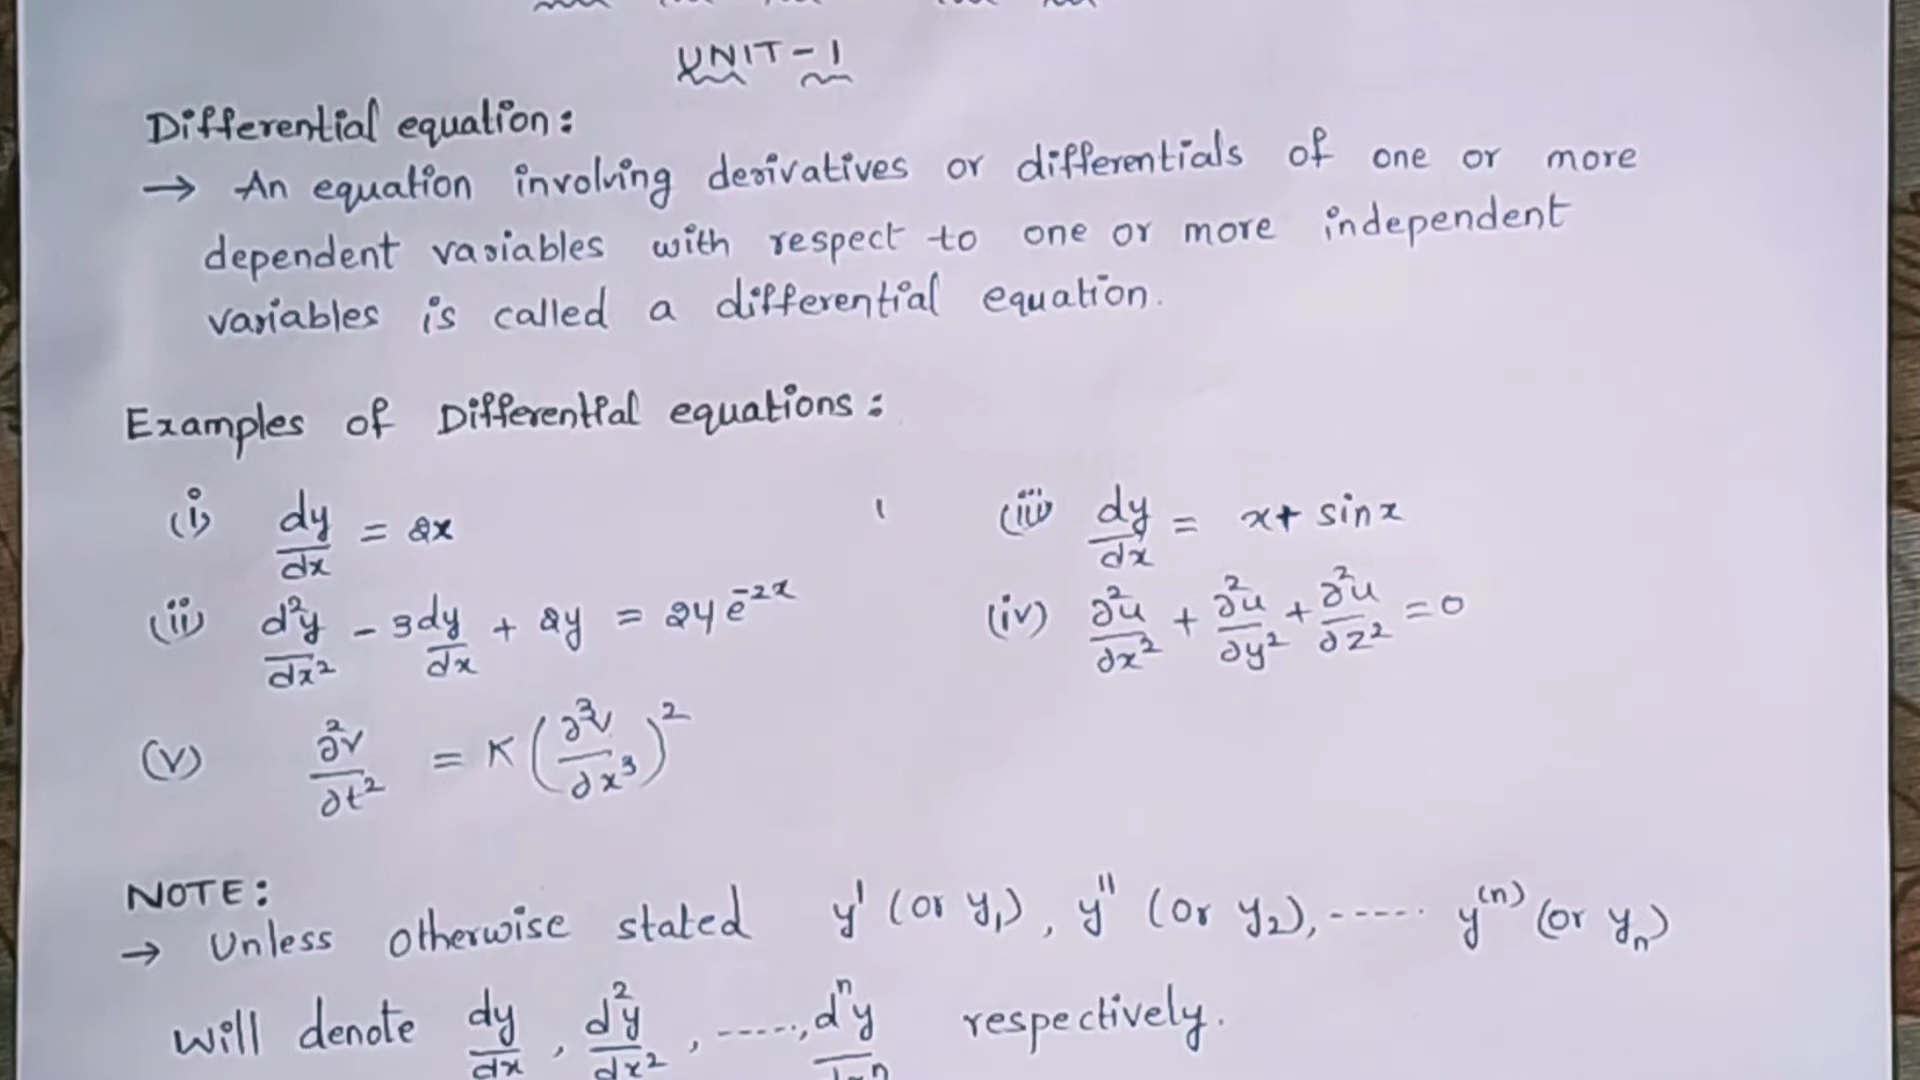 UNIT-1
Differential equation:
→ An equation involving derivatives or differentials of one or more
dependent variables with respect to one or more independent
variables is called a differential equation.
Examples of Differential equations:
(i) dy/dx = 2x
(iii) dy/dx = x + sinx
(ii) d²y/dx² - 3dy/dx + 2y = 24e⁻²ˣ
(iv) ∂²u/∂x² + ∂²u/∂y² + ∂²u/∂z² = 0
(v) ∂²v/∂t² = K(∂³v/∂x³)²
NOTE:
→ Unless otherwise stated y' (or y₁), y'' (or y₂), ----- y⁽ⁿ⁾ (or yₙ)
will denote dy/dx, d²y/dx², -----, dⁿy/dxⁿ respectively.